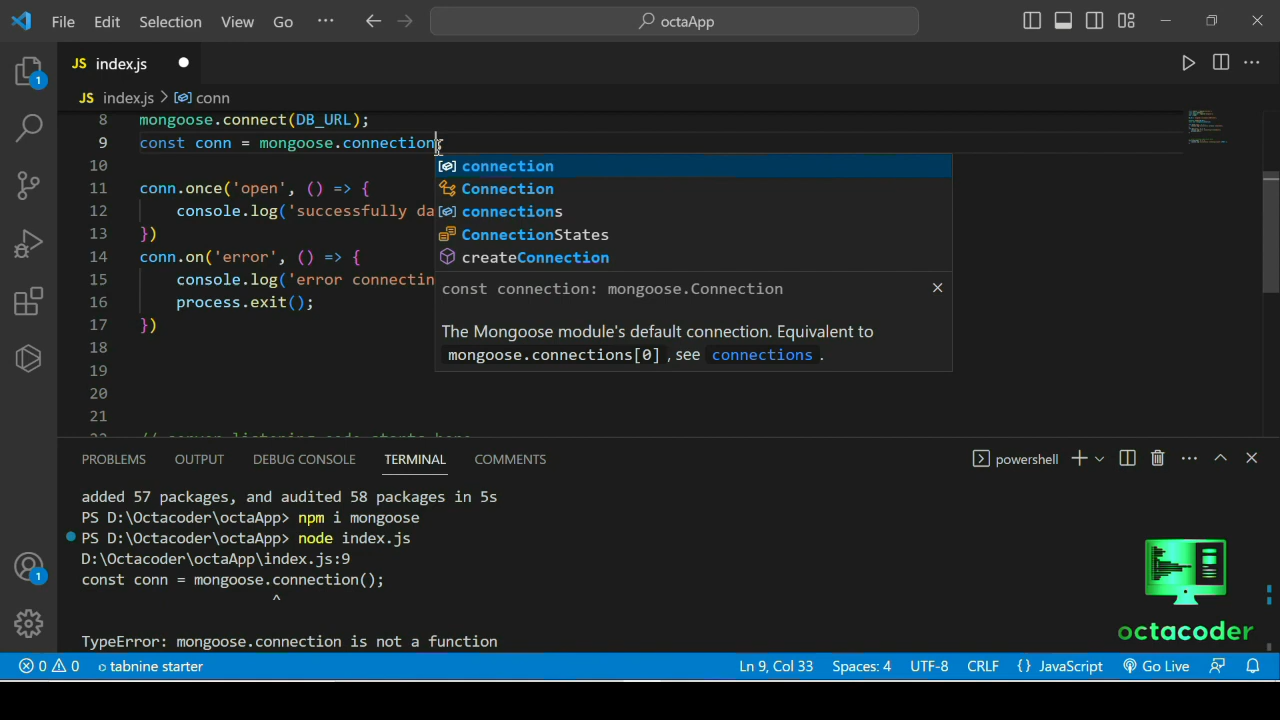 File Edit Selection View Go ··· octaApp
JS index.js
JS index.js > conn
8 mongoose.connect(DB_URL);
9 const conn = mongoose.connection;
10
11 conn.once('open', () => {
12 console.log('successfully da
13 })
14 conn.on('error', () => {
15 console.log('error connectin
16 process.exit();
17 })
18
19
20
21
connection
Connection
connections
ConnectionStates
createConnection
const connection: mongoose.Connection
The Mongoose module's default connection. Equivalent to
mongoose.connections[0] , see connections .
1
PROBLEMS OUTPUT DEBUG CONSOLE TERMINAL COMMENTS powershell
added 57 packages, and audited 58 packages in 5s
PS D:\Octacoder\octaApp> npm i mongoose
PS D:\Octacoder\octaApp> node index.js
D:\Octacoder\octaApp\index.js:9
const conn = mongoose.connection();
^
TypeError: mongoose.connection is not a function
1
octacoder
0 0 tabnine starter Ln 9, Col 33 Spaces: 4 UTF-8 CRLF {} JavaScript Go Live